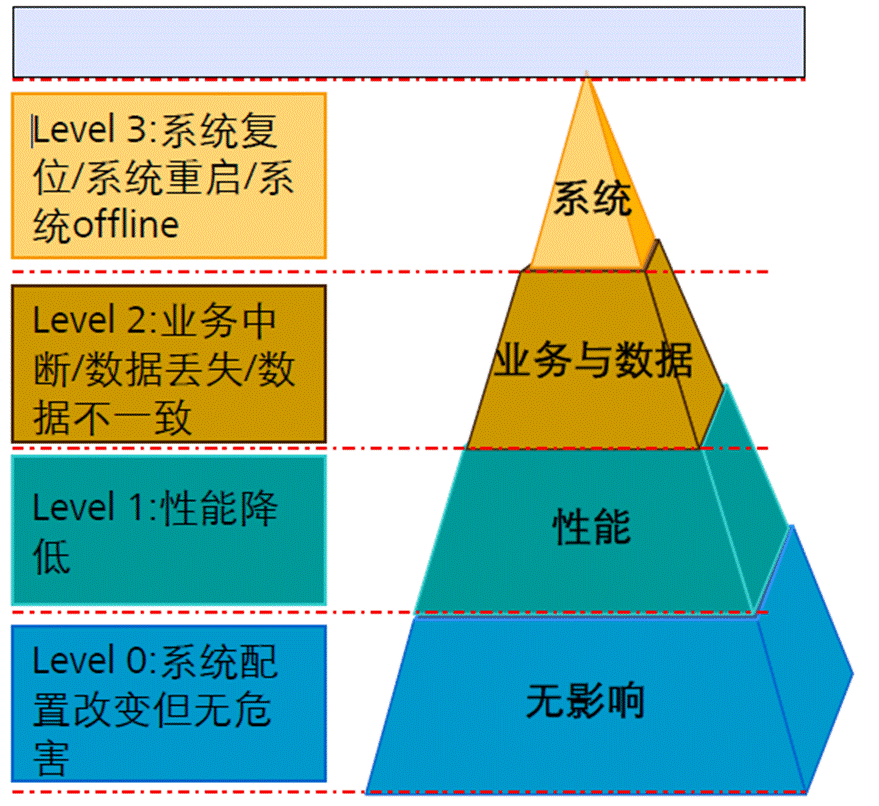 Level 3:系统复
位/系统重启/系
统offline
系统
Level 2:业务中
断/数据丢失/数
据不一致
业务与数据
Level 1:性能降
低
性能
Level 0:系统配
置改变但无危
害
无影响